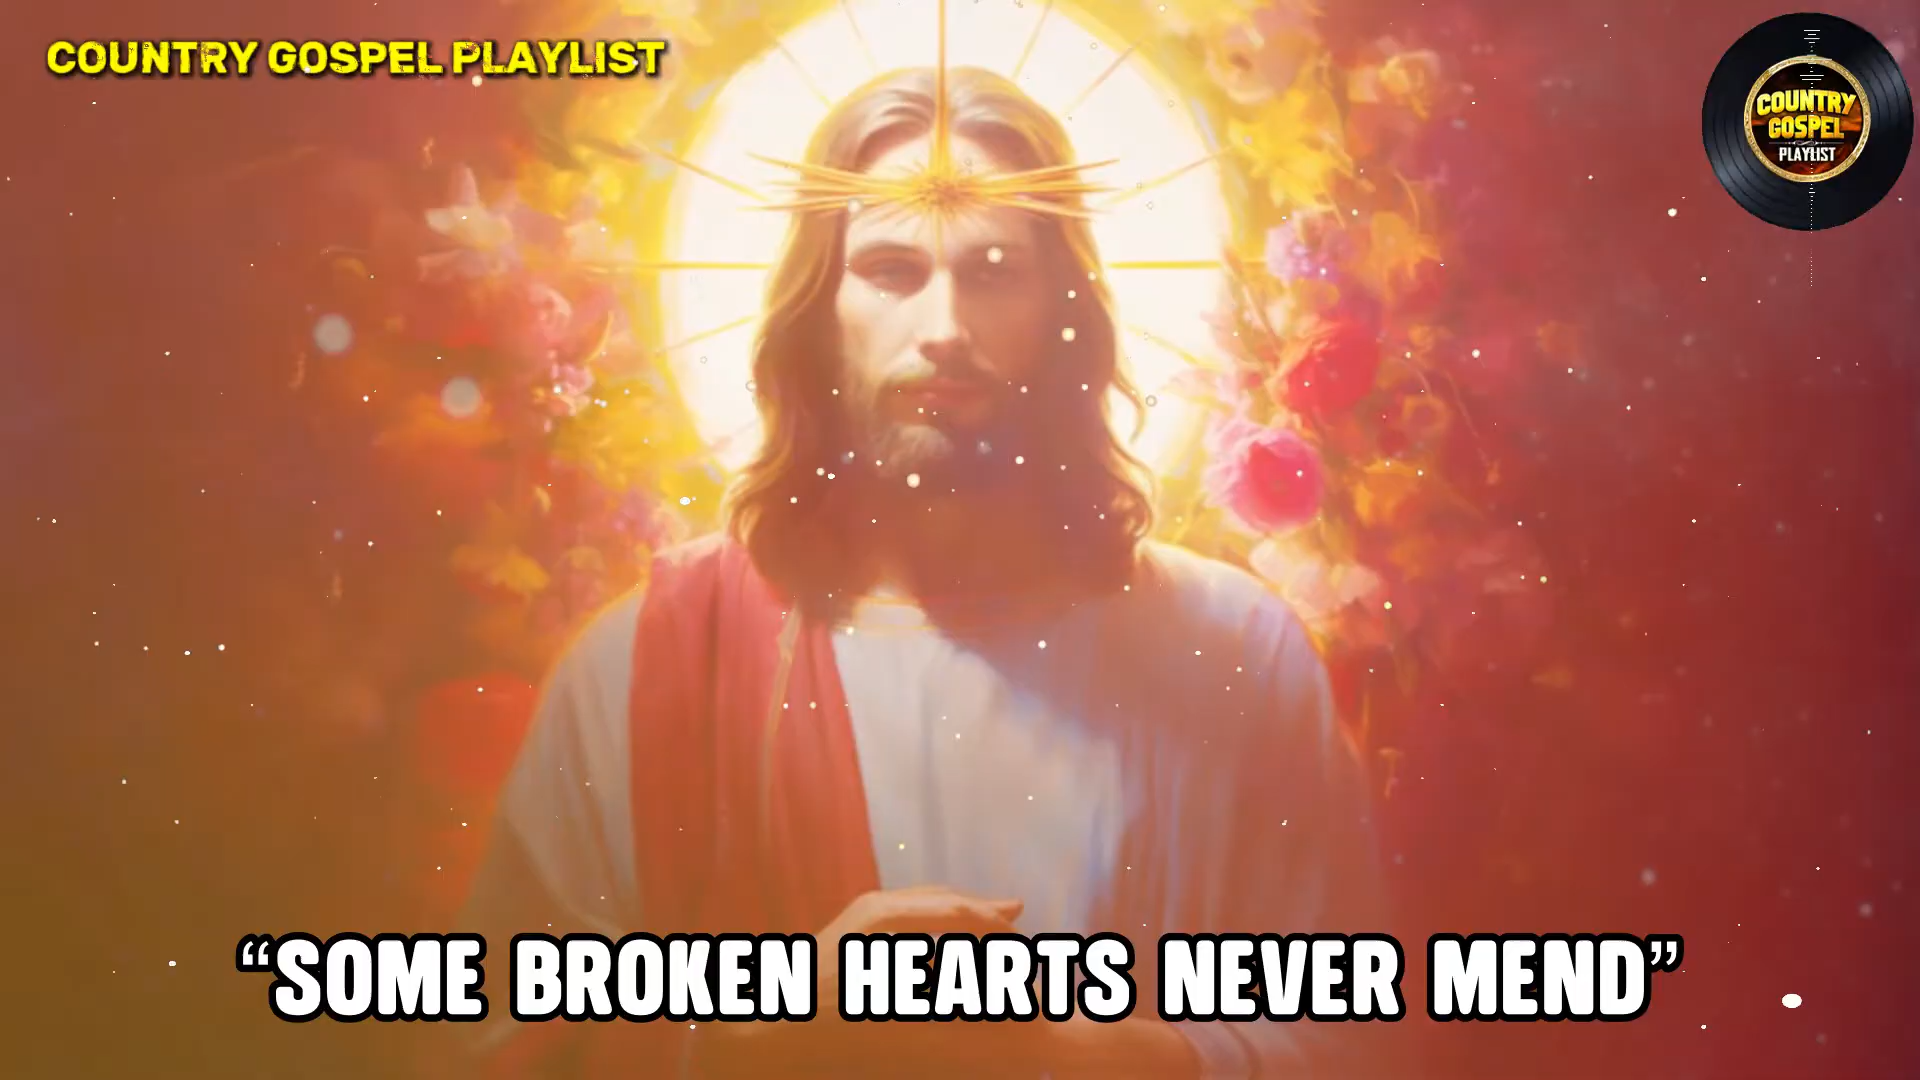 COUNTRY GOSPEL PLAYLIST
COUNTRY
GOSPEL
PLAYLIST
“SOME BROKEN HEARTS NEVER MEND”